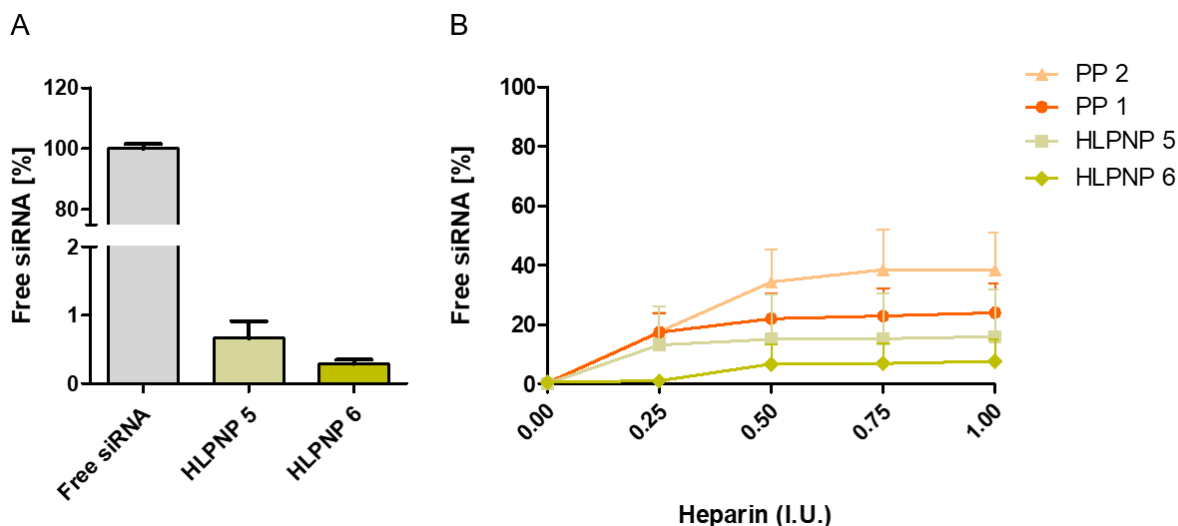 A
Free siRNA [%]
120
100
80
2
1
0
Free siRNA
HLPNP 5
HLPNP 6
B
Free siRNA [%]
100
80
60
40
20
0
0.00
0.25
0.50
0.75
1.00
Heparin (I.U.)
PP 2
PP 1
HLPNP 5
HLPNP 6